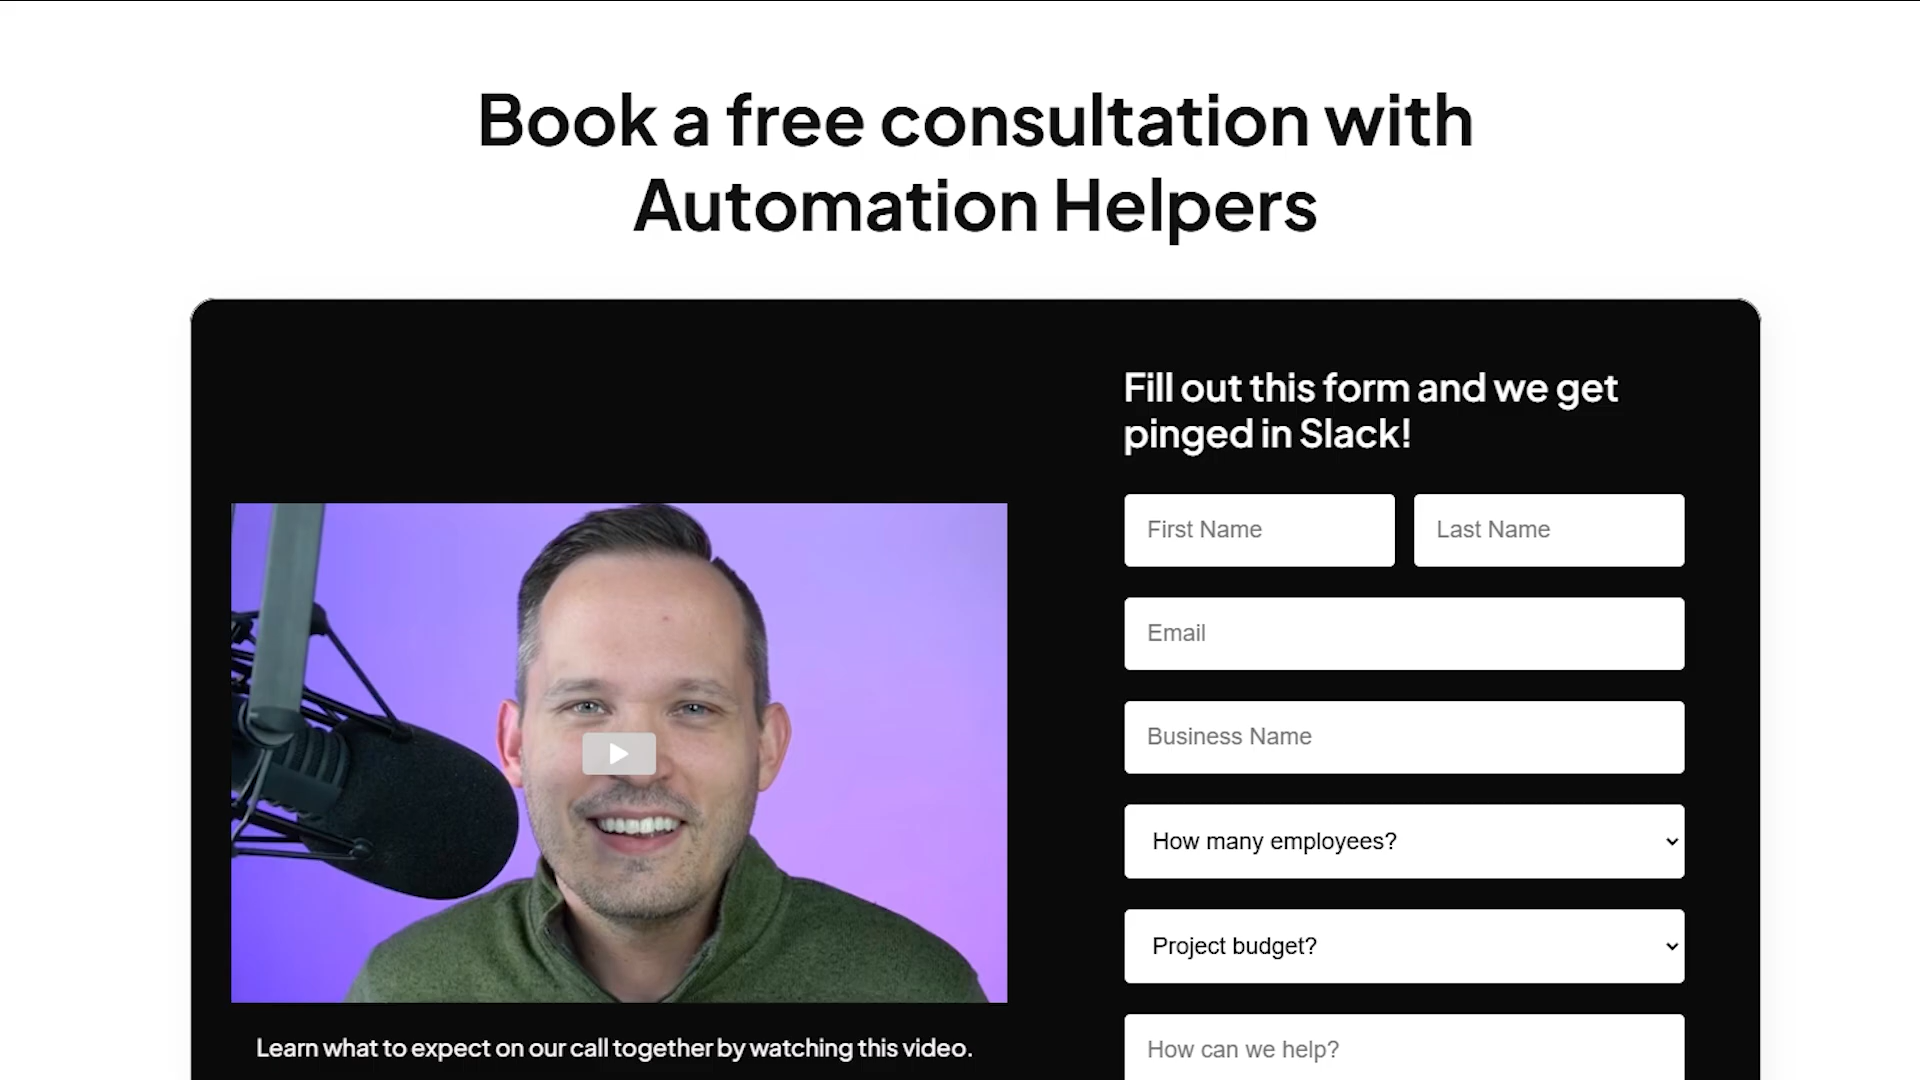 Book a free consultation with
Automation Helpers
Fill out this form and we get
pinged in Slack!
First Name
Last Name
Email
Business Name
How many employees?
Project budget?
How can we help?
Learn what to expect on our call together by watching this video.